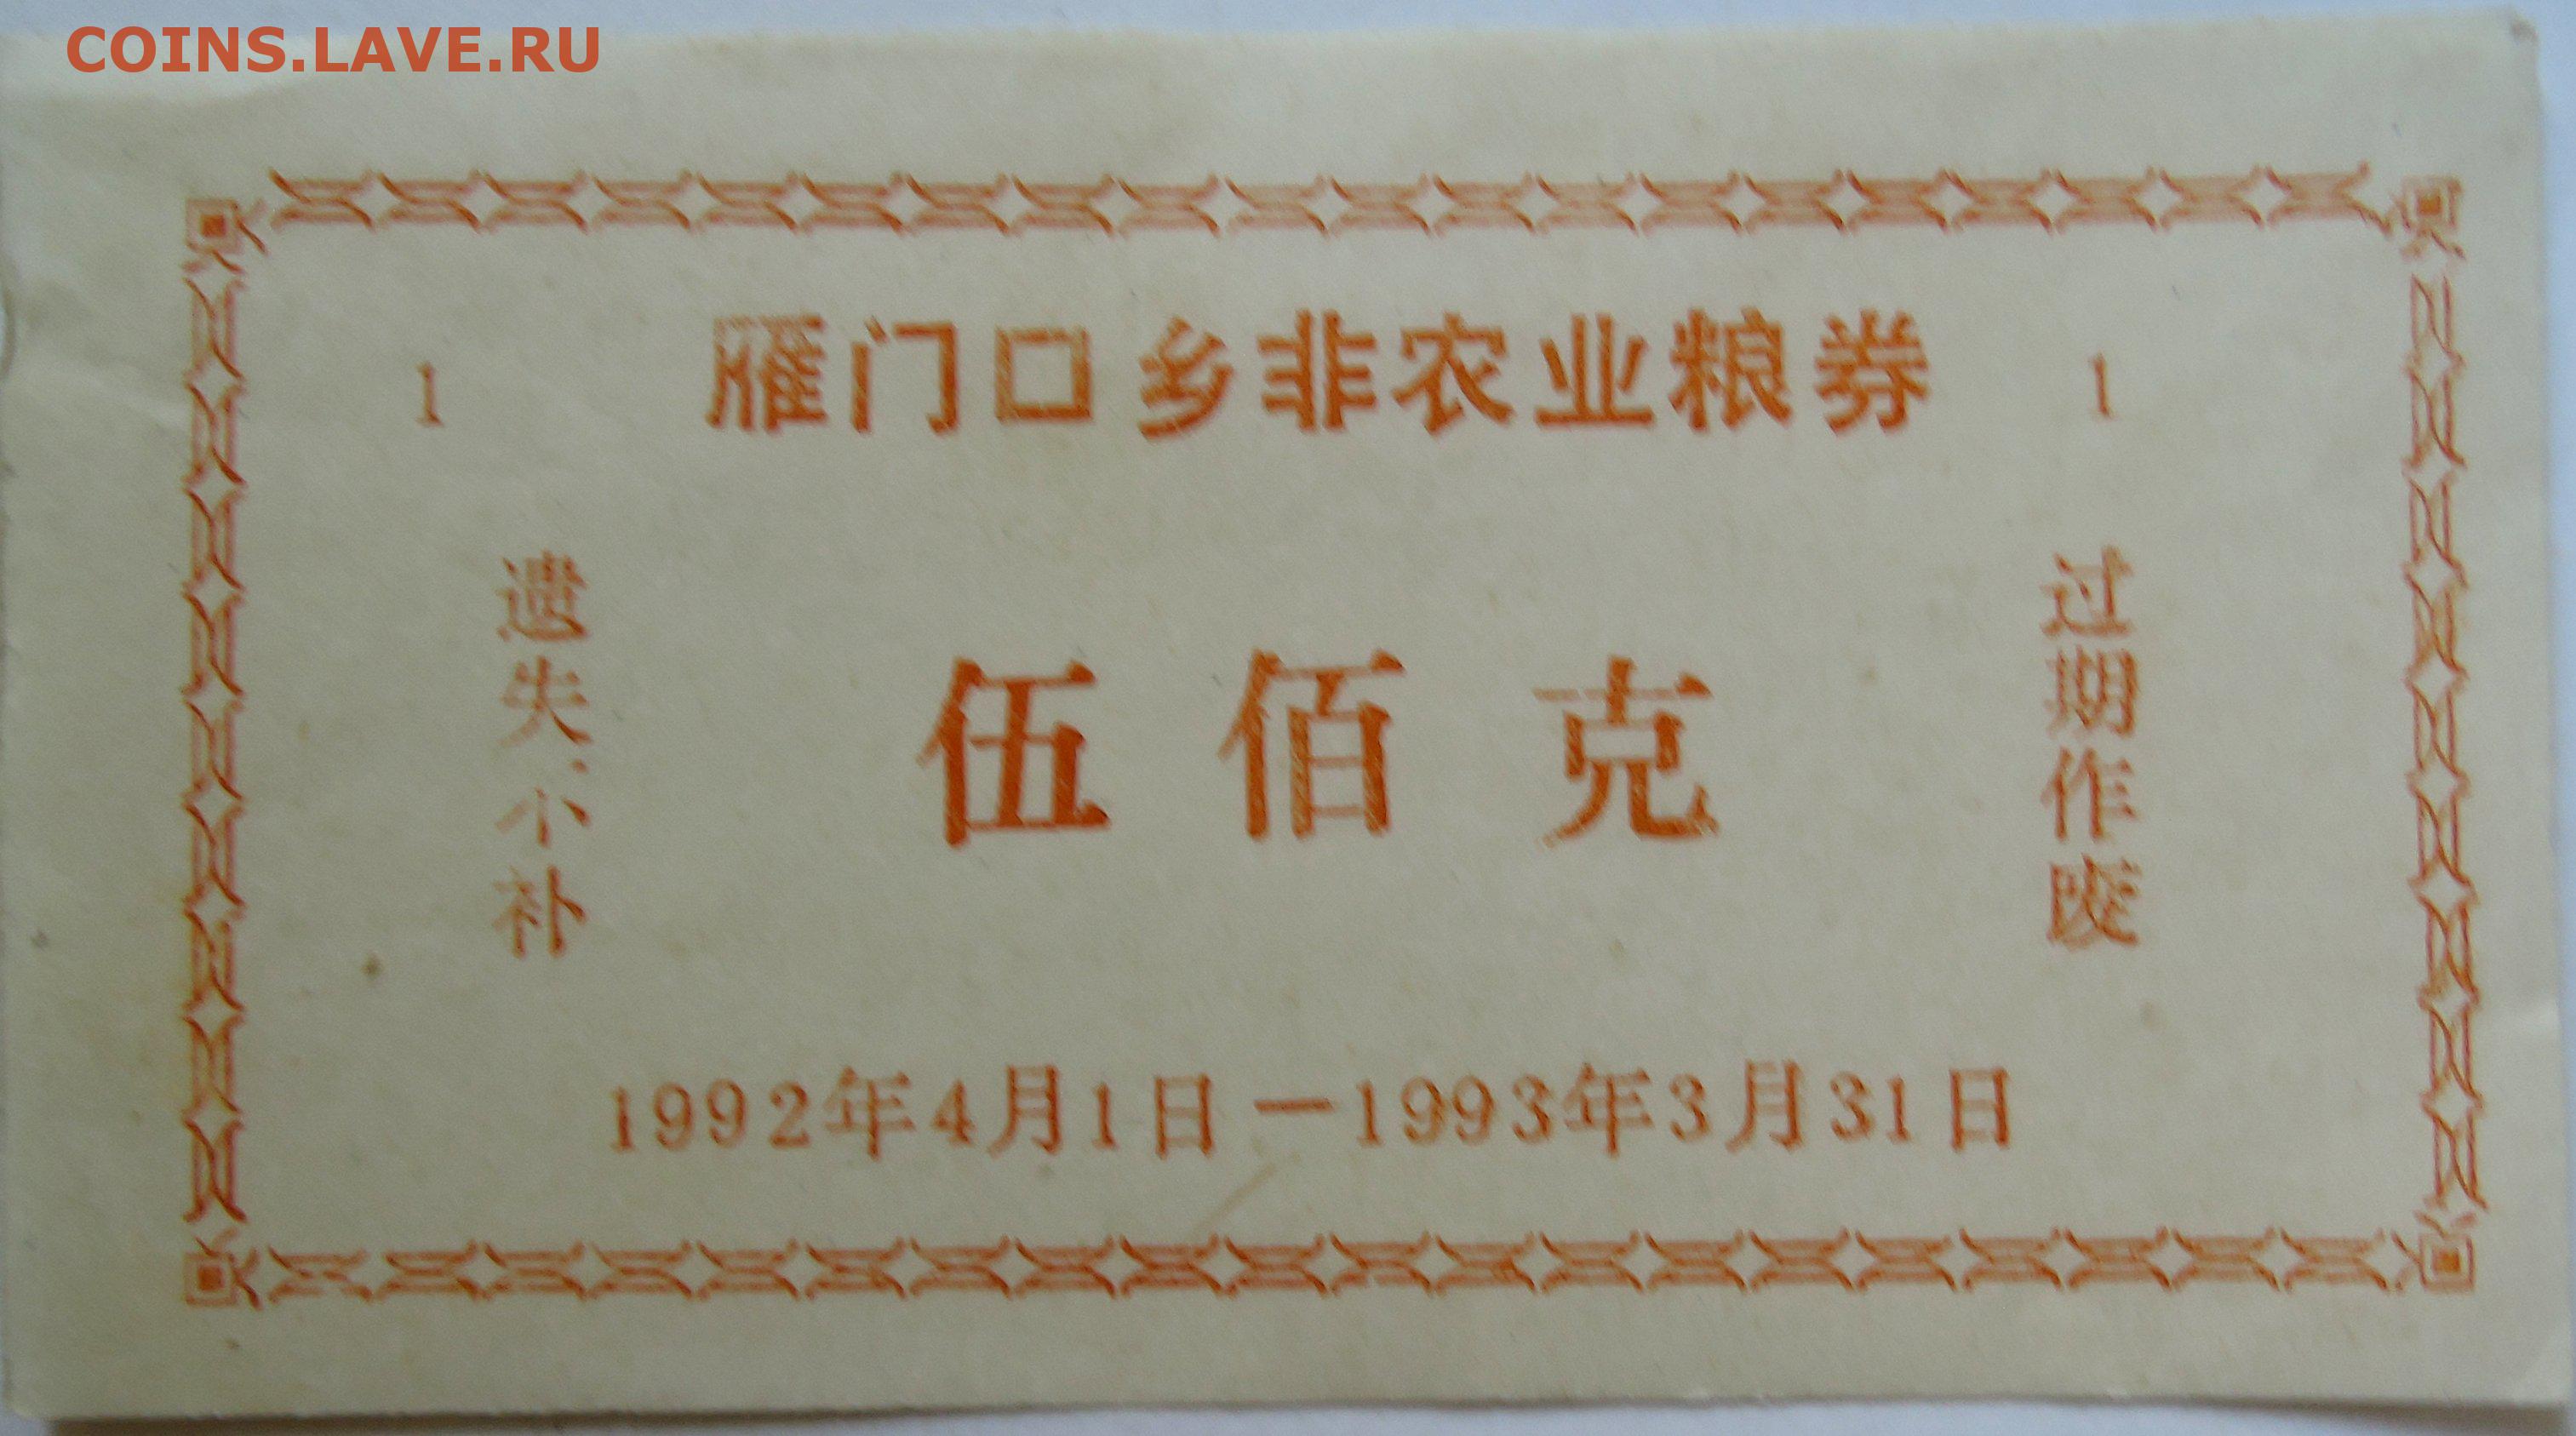 COINS.LAVE.RU
雁门口乡非农业粮券
1
1
遗失不补
伍佰克
过期作废
1992年4月1日—1993年3月31日